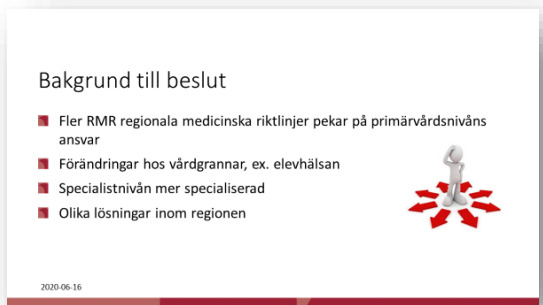 Bakgrund till beslut
Fler RMR regionala medicinska riktlinjer pekar på primärvårdsnivåns
ansvar
Förändringar hos vårdgrannar, ex. elevhälsan
Specialistnivån mer specialiserad
Olika lösningar inom regionen
2020-06-16